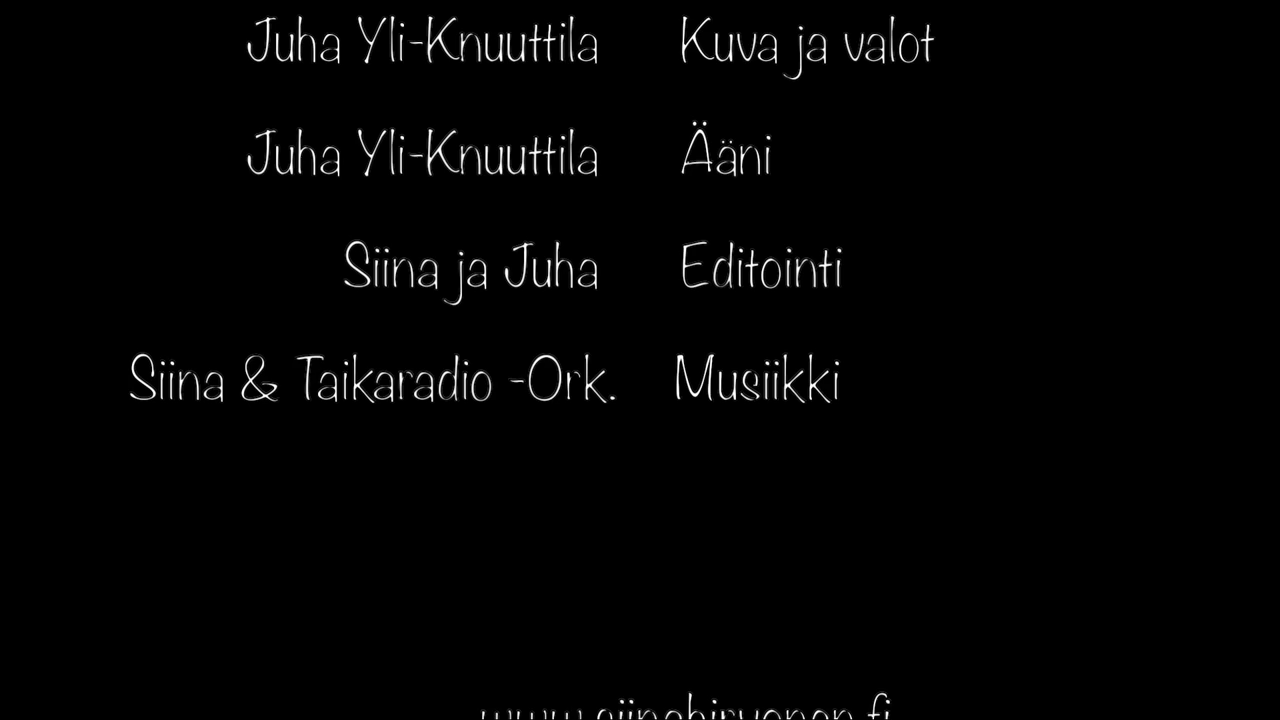 Juha Yli-Knuuttila Kuva ja valot
Juha Yli-Knuuttila Ääni
Siina ja Juha Editointi
Siina & Taikaradio -Ork. Musiikki